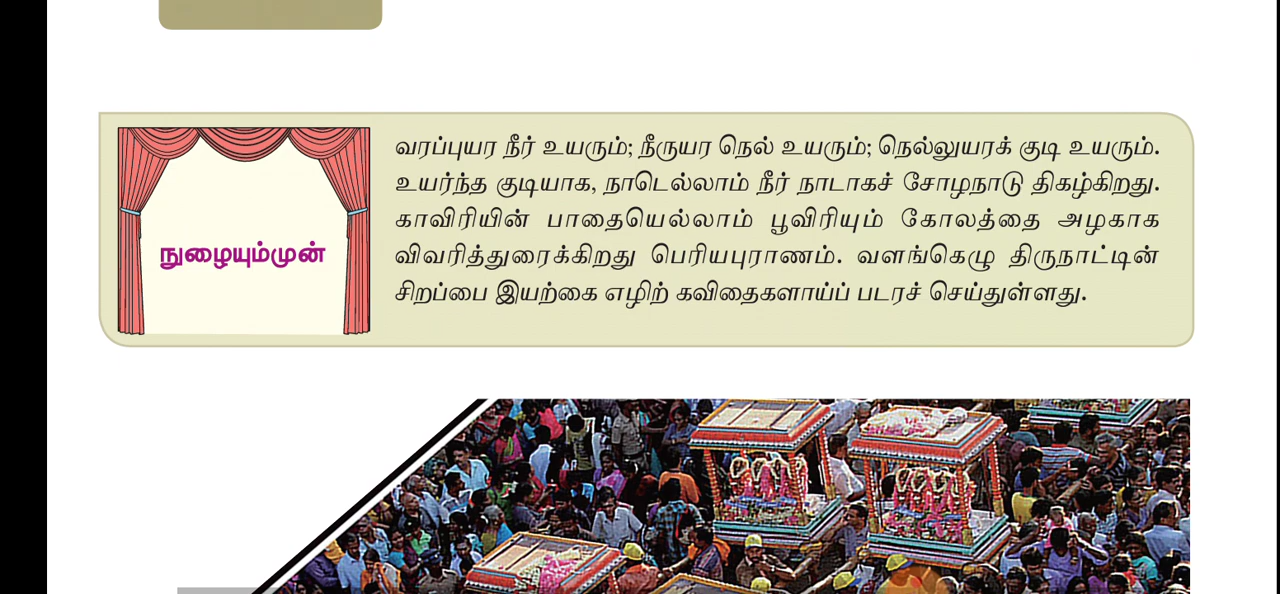 வரப்புயர நீர் உயரும்; நீருயர நெல் உயரும்; நெல்லுயரக் குடி உயரும்.
உயர்ந்த குடியாக, நாடெல்லாம் நீர் நாடாகச் சோழநாடு திகழ்கிறது.
காவிரியின் பாதையெல்லாம் பூவிரியும் கோலத்தை அழகாக
நுழையும்முன்
விவரித்துரைக்கிறது பெரியபுராணம். வளங்கெழு திருநாட்டின்
சிறப்பை இயற்கை எழிற் கவிதைகளாய்ப் படரச் செய்துள்ளது.